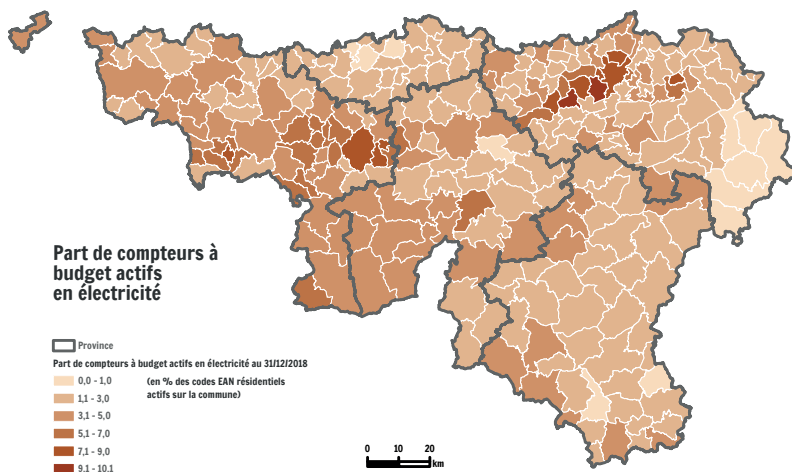 Part de compteurs à
budget actifs
en électricité
Province
Part de compteurs à budget actifs en électricité au 31/12/2018
(en % des codes EAN résidentiels
actifs sur la commune)
0,0 - 1,0
1,1 - 3,0
3,1 - 5,0
5,1 - 7,0
7,1 - 9,0
9,1 - 10,1
0 10 20
km